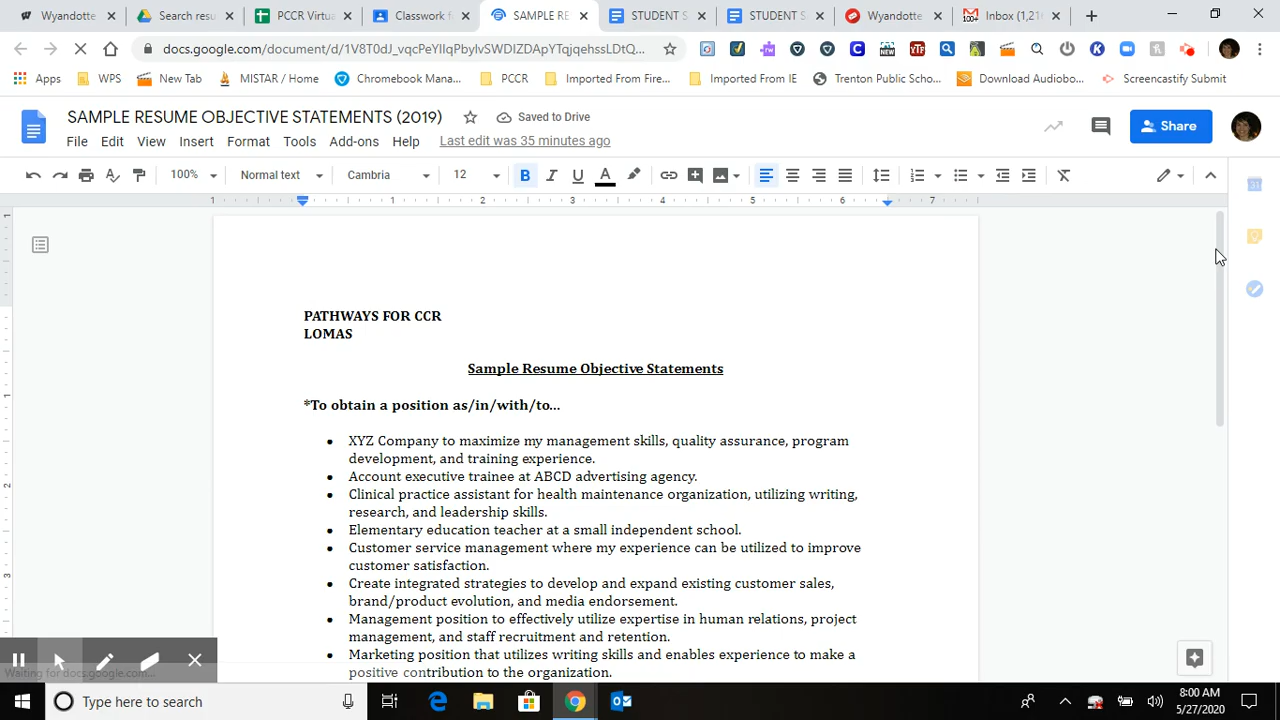 Wyandotte
Search resu
PCCR Virtua
Classwork f
SAMPLE RE
STUDENT S
STUDENT S
Wyandotte
Inbox (1,21
docs.google.com/document/d/1V8T0dJ_vqcPeYIlqPbylvSWDIZDApYTqjqehssLDtQ...
Apps
WPS
New Tab
MISTAR / Home
Chromebook Mana...
PCCR
Imported From Fire...
Imported From IE
Trenton Public Scho...
Download Audiobo...
Screencastify Submit
SAMPLE RESUME OBJECTIVE STATEMENTS (2019)
Saved to Drive
File Edit View Insert Format Tools Add-ons Help Last edit was 35 minutes ago
Share
100% Normal text Cambria 12 B I U A
1 1 2 3 4 5 6 7
PATHWAYS FOR CCR
LOMAS
Sample Resume Objective Statements
*To obtain a position as/in/with/to...
• XYZ Company to maximize my management skills, quality assurance, program
development, and training experience.
• Account executive trainee at ABCD advertising agency.
• Clinical practice assistant for health maintenance organization, utilizing writing,
research, and leadership skills.
• Elementary education teacher at a small independent school.
• Customer service management where my experience can be utilized to improve
customer satisfaction.
• Create integrated strategies to develop and expand existing customer sales,
brand/product evolution, and media endorsement.
• Management position to effectively utilize expertise in human relations, project
management, and staff recruitment and retention.
• Marketing position that utilizes writing skills and enables experience to make a
positive contribution to the organization.
Waiting for docs.google.com...
Type here to search
8:00 AM
5/27/2020